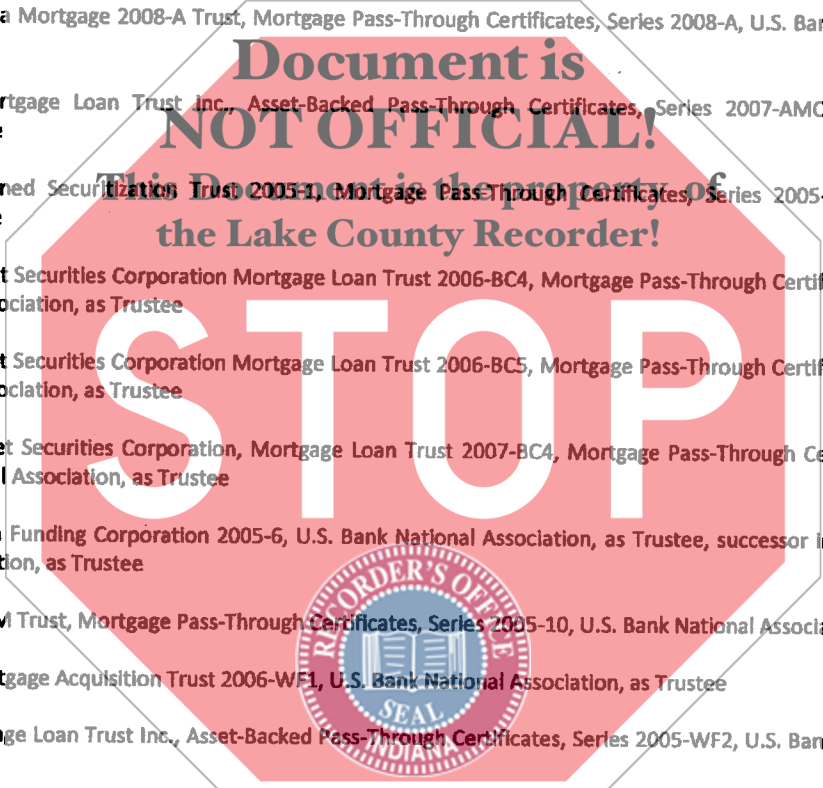 a Mortgage 2008-A Trust, Mortgage Pass-Through Certificates, Series 2008-A, U.S.
Document is
rtgage Loan Trust Inc., Asset-Backed Pass-Through Certificates, Series 2007-AMC
NOT OFFICIAL!
ned Securitization Trust 2005-1, Mortgage Pass-Through Certificates, Series 2005-
This Document is the property of
the Lake County Recorder!
t Securities Corporation Mortgage Loan Trust 2006-BC4, Mortgage Pass-Through Certif
ociation, as Trustee
t Securities Corporation Mortgage Loan Trust 2006-BC5, Mortgage Pass-Through Certif
ociation, as Trustee
STOP
et Securities Corporation, Mortgage Loan Trust 2007-BC4, Mortgage Pass-Through Ce
l Association, as Trustee
Funding Corporation 2005-6, U.S. Bank National Association, as Trustee, successor i
tion, as Trustee
RECORDER'S OFFICE
M Trust, Mortgage Pass-Through Certificates, Series 2005-10, U.S. Bank National Associa
tgage Acquisition Trust 2006-WF1, U.S. Bank National Association, as Trustee
SEAL
ge Loan Trust Inc., Asset-Backed Pass-Through Certificates, Series 2005-WF2, U.S. Ban
INDIANA